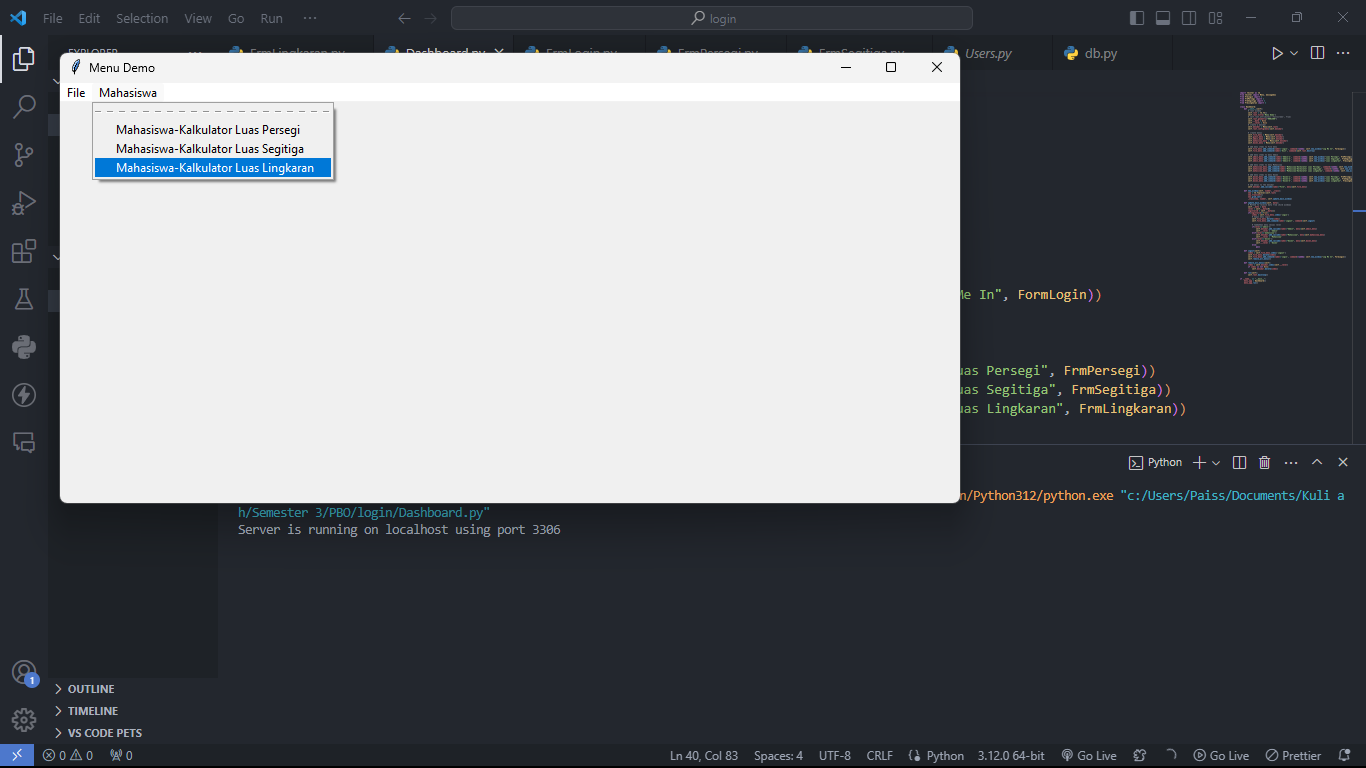 File Edit Selection View Go Run ··· login
EXPLORER ··· FrmLingkaran.py Dashboard.py FrmLogin.py FrmPersegi.py FrmSegitiga.py Users.py db.py
Menu Demo
File Mahasiswa
Mahasiswa-Kalkulator Luas Persegi
Mahasiswa-Kalkulator Luas Segitiga
Mahasiswa-Kalkulator Luas Lingkaran
Me In", FormLogin))
uas Persegi", FrmPersegi))
uas Segitiga", FrmSegitiga))
uas Lingkaran", FrmLingkaran))
Python
n/Python312/python.exe "c:/Users/Paiss/Documents/Kuli a
h/Semester 3/PBO/login/Dashboard.py"
Server is running on localhost using port 3306
1
OUTLINE
TIMELINE
VS CODE PETS
0 0 0 Ln 40, Col 83 Spaces: 4 UTF-8 CRLF Python 3.12.0 64-bit Go Live Go Live Prettier